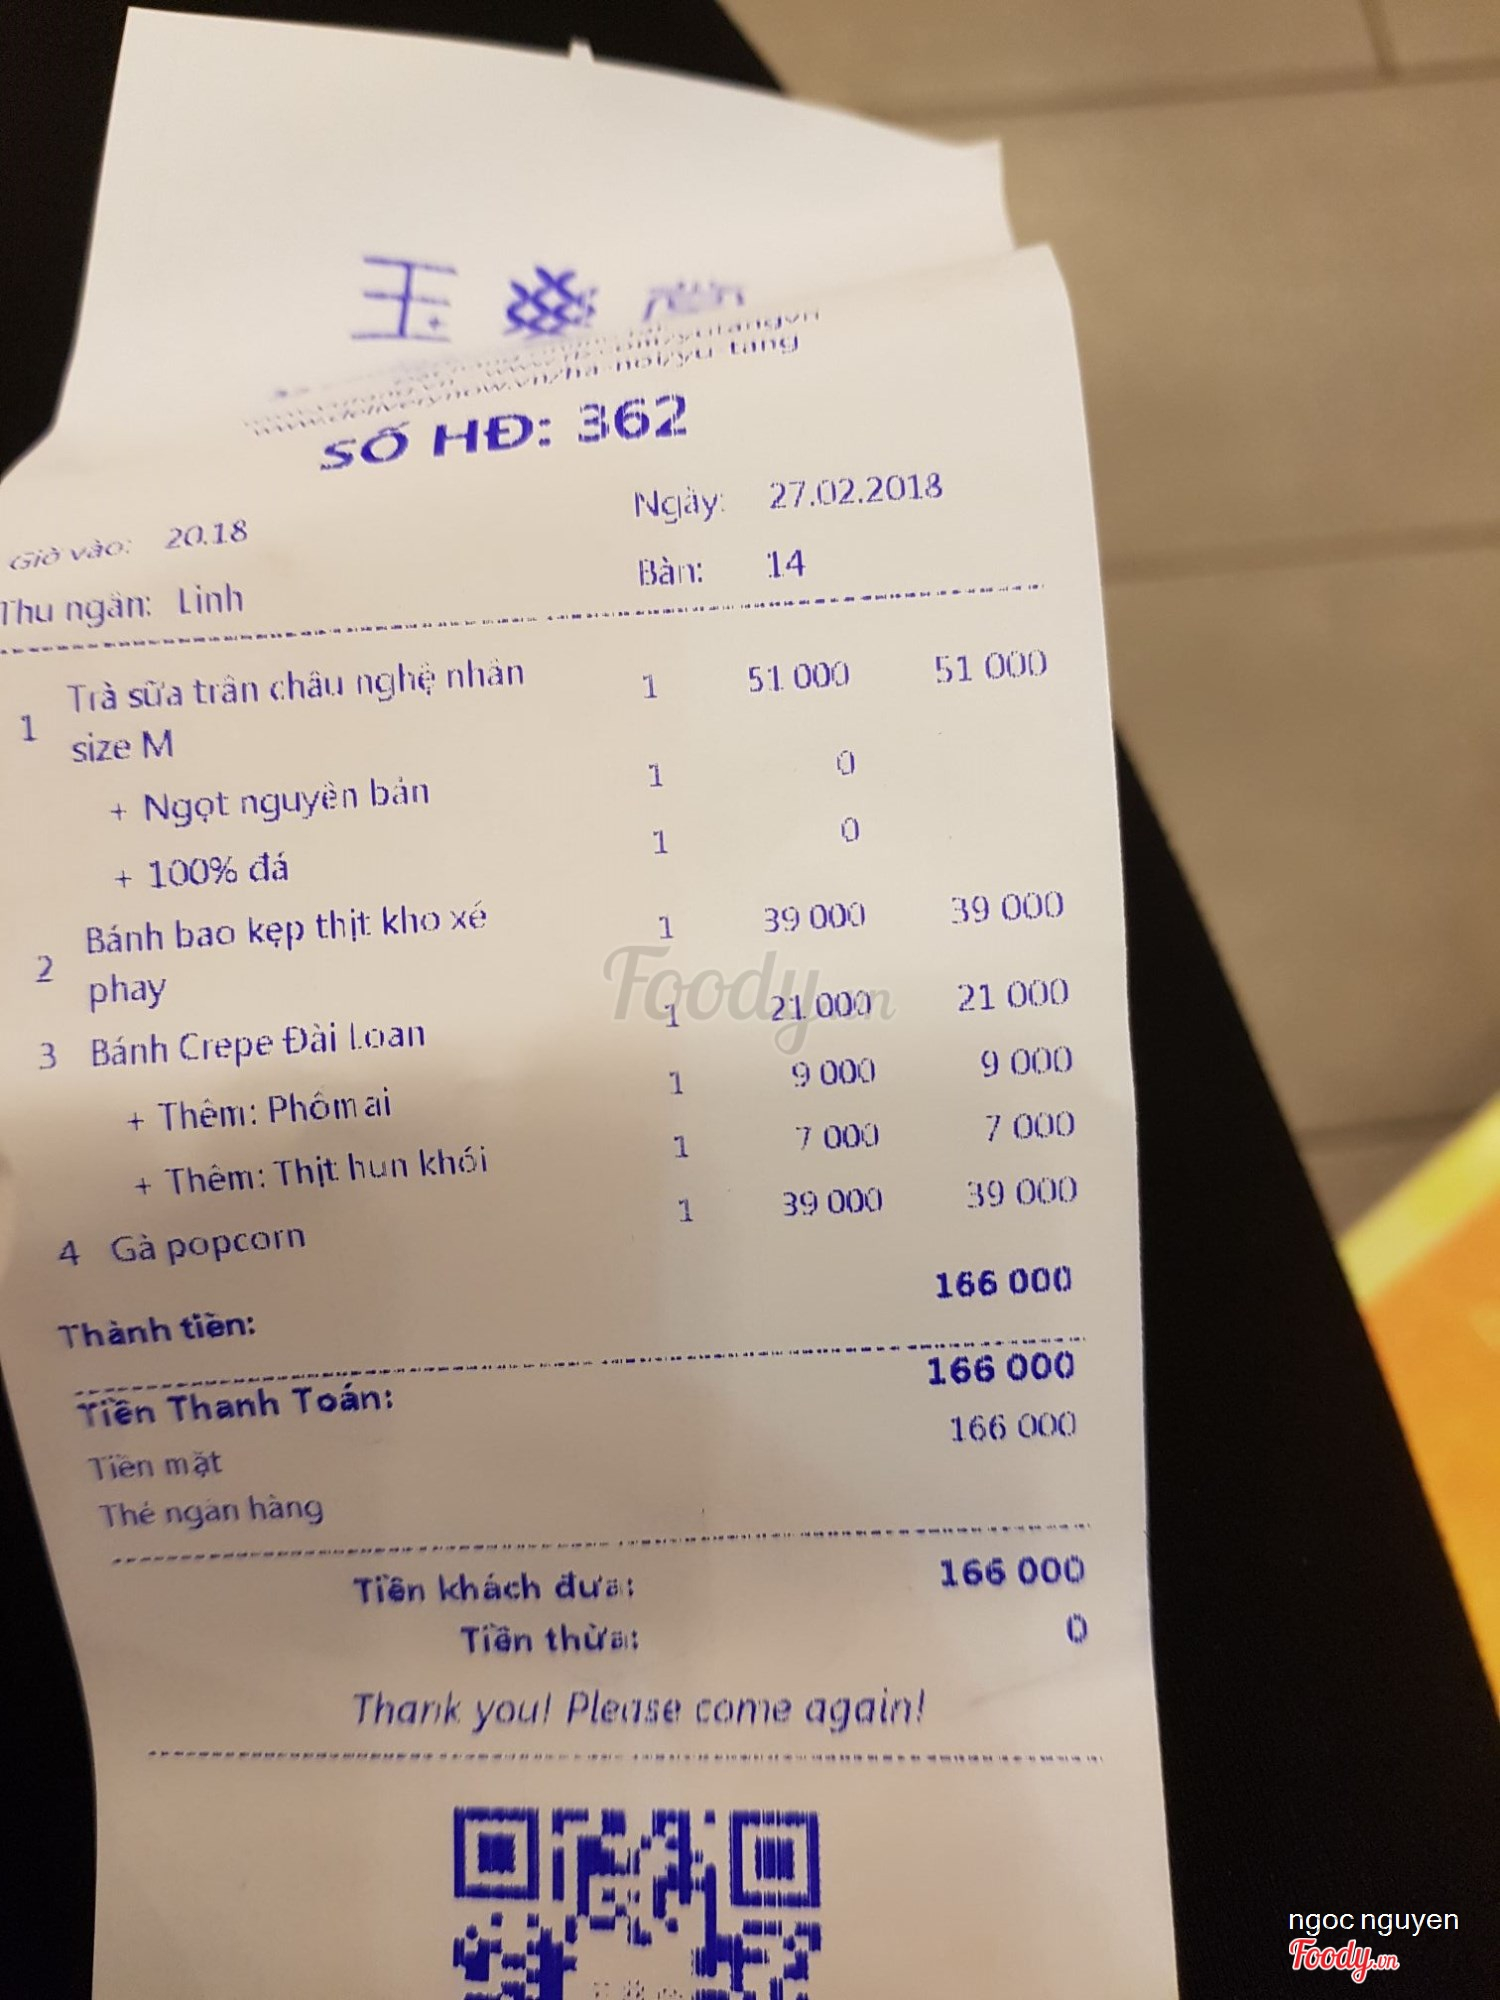 SỐ HĐ: 362
Giờ vào: 20.18 Ngày: 27.02.2018
Thu ngân: Linh Bàn: 14
1 Trà sữa trân châu nghệ nhân size M 1 51 000 51 000
+ Ngọt nguyên bản 1 0
+ 100% đá 1 0
2 Bánh bao kẹp thịt kho xé phay 1 39 000 39 000
3 Bánh Crepe Đài Loan 1 21 000 21 000
+ Thêm: Phômai 1 9 000 9 000
+ Thêm: Thịt hun khói 1 7 000 7 000
4 Gà popcorn 1 39 000 39 000
Thành tiền: 166 000
Tiền Thanh Toán: 166 000
Tiền mặt 166 000
Thẻ ngân hàng
Tiền khách đưa: 166 000
Tiền thừa: 0
Thank you! Please come again!
Foody.vn
ngoc nguyen
Foody.vn